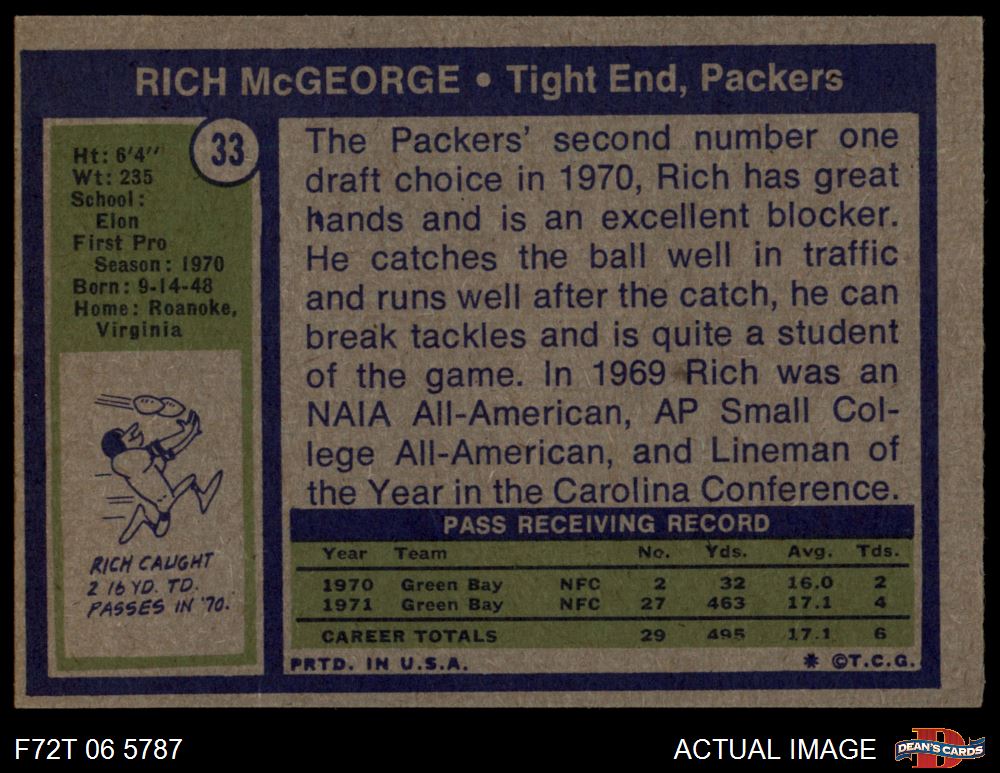 RICH McGEORGE • Tight End, Packers
33
Ht: 6'4''
Wt: 235
School:
Elon
First Pro
Season: 1970
Born: 9-14-48
Home: Roanoke,
Virginia
RICH CAUGHT
2 16 YD. TD.
PASSES IN '70.
The Packers' second number one
draft choice in 1970, Rich has great
hands and is an excellent blocker.
He catches the ball well in traffic
and runs well after the catch, he can
break tackles and is quite a student
of the game. In 1969 Rich was an
NAIA All-American, AP Small Col-
lege All-American, and Lineman of
the Year in the Carolina Conference.
PASS RECEIVING RECORD
Year Team No. Yds. Avg. Tds.
1970 Green Bay NFC 2 32 16.0 2
1971 Green Bay NFC 27 463 17.1 4
CAREER TOTALS 29 495 17.1 6
PRTD. IN U.S.A. * ©T.C.G.
F72T 06 5787 ACTUAL IMAGE
D
DEAN'S CARDS